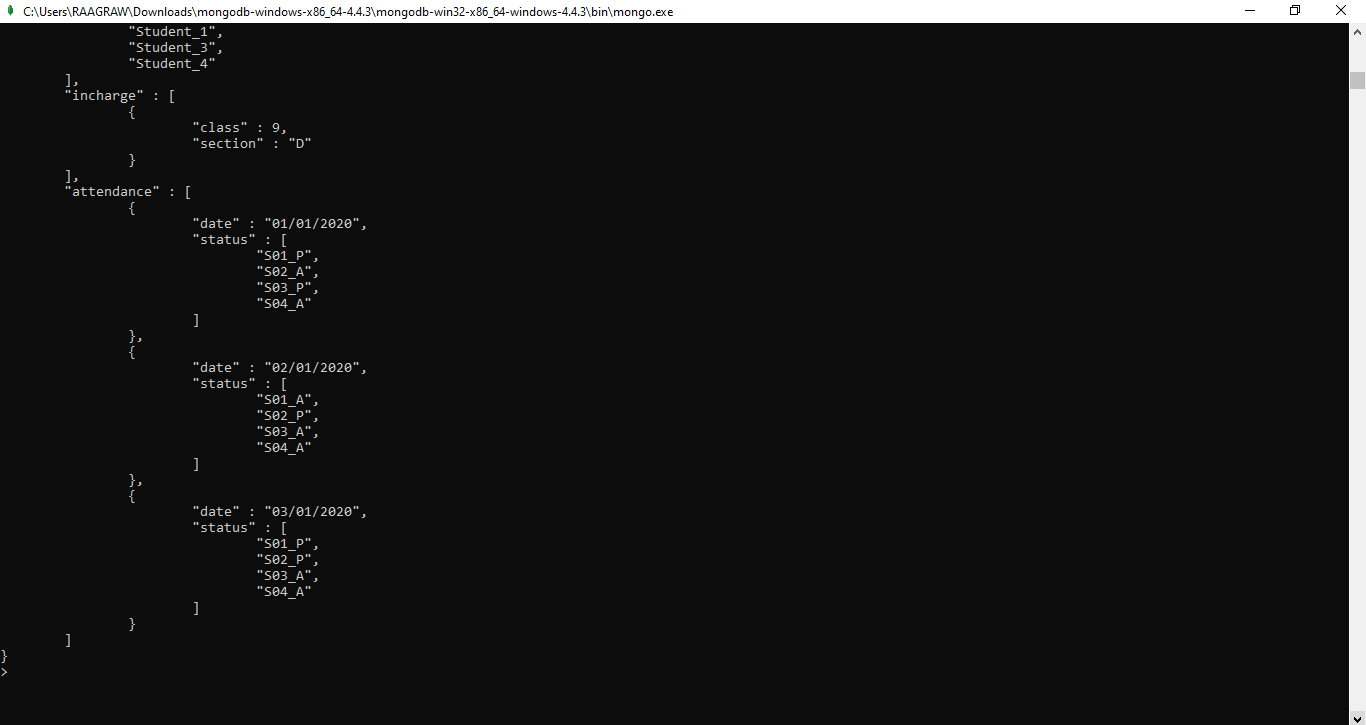 C:\Users\RAAGRAW\Downloads\mongodb-windows-x86_64-4.4.3\mongodb-win32-x86_64-windows-4.4.3\bin\mongo.exe
                "Student_1",
                "Student_3",
                "Student_4"
        ],
        "incharge" : [
                {
                        "class" : 9,
                        "section" : "D"
                }
        ],
        "attendance" : [
                {
                        "date" : "01/01/2020",
                        "status" : [
                                "S01_P",
                                "S02_A",
                                "S03_P",
                                "S04_A"
                        ]
                },
                {
                        "date" : "02/01/2020",
                        "status" : [
                                "S01_A",
                                "S02_P",
                                "S03_A",
                                "S04_A"
                        ]
                },
                {
                        "date" : "03/01/2020",
                        "status" : [
                                "S01_P",
                                "S02_P",
                                "S03_A",
                                "S04_A"
                        ]
                }
        ]
}
>